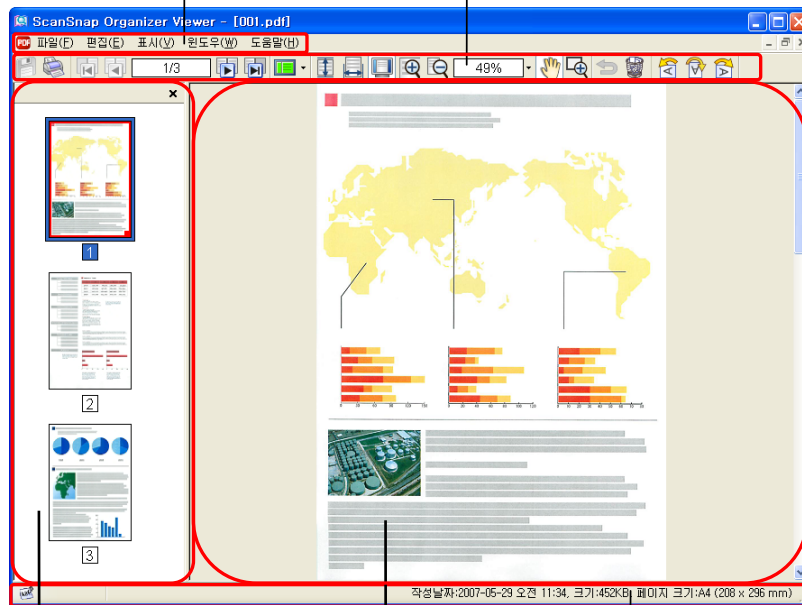 ScanSnap Organizer Viewer - [001.pdf]
파일(F) 편집(E) 표시(V) 윈도우(W) 도움말(H)
1/3 49%
1
2
3
작성날짜:2007-05-29 오전 11:34, 크기:452KB, 페이지 크기:A4 (208 x 296 mm)